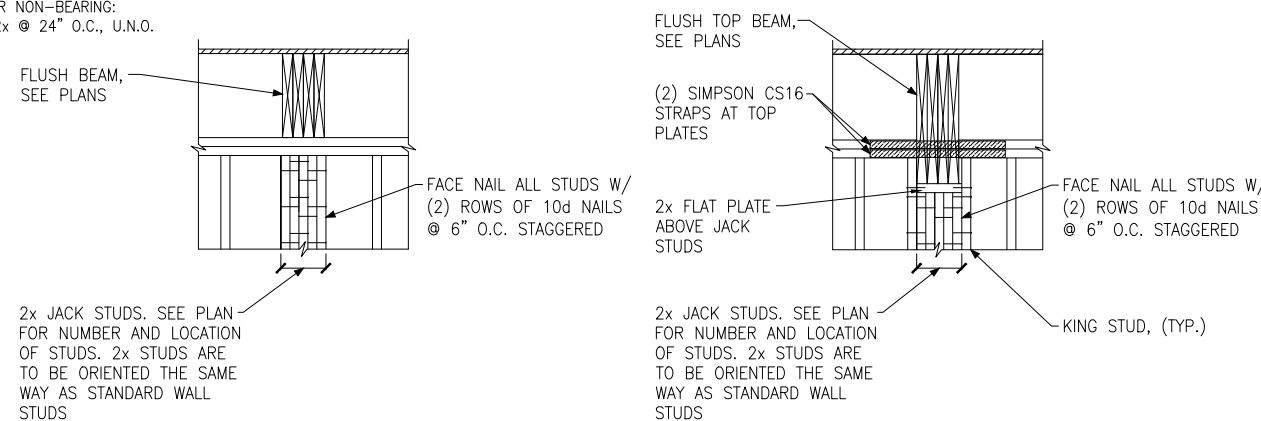 NON-BEARING:
@ 24" O.C., U.N.O.
FLUSH BEAM,
SEE PLANS
FACE NAIL ALL STUDS W/
(2) ROWS OF 10d NAILS
@ 6" O.C. STAGGERED
2x JACK STUDS. SEE PLAN
FOR NUMBER AND LOCATION
OF STUDS. 2x STUDS ARE
TO BE ORIENTED THE SAME
WAY AS STANDARD WALL
STUDS
FLUSH TOP BEAM,
SEE PLANS
(2) SIMPSON CS16
STRAPS AT TOP
PLATES
2x FLAT PLATE
ABOVE JACK
STUDS
FACE NAIL ALL STUDS W/
(2) ROWS OF 10d NAILS
@ 6" O.C. STAGGERED
2x JACK STUDS. SEE PLAN
FOR NUMBER AND LOCATION
OF STUDS. 2x STUDS ARE
TO BE ORIENTED THE SAME
WAY AS STANDARD WALL
STUDS
KING STUD, (TYP.)